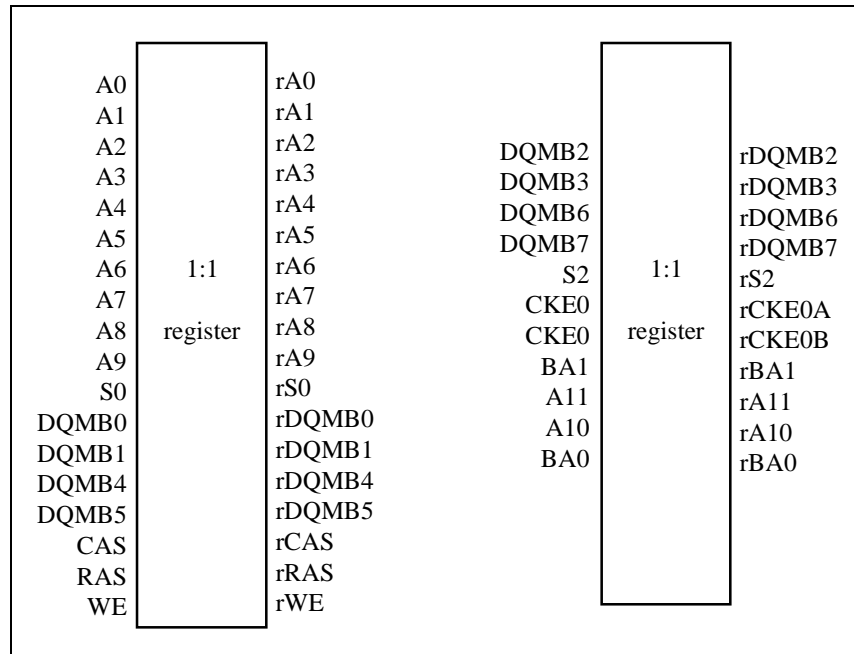 A0
A1
A2
A3
A4
A5
A6
A7
A8
A9
S0
DQMB0
DQMB1
DQMB4
DQMB5
CAS
RAS
WE
1:1
register
rA0
rA1
rA2
rA3
rA4
rA5
rA6
rA7
rA8
rA9
rS0
rDQMB0
rDQMB1
rDQMB4
rDQMB5
rCAS
rRAS
rWE
DQMB2
DQMB3
DQMB6
DQMB7
S2
CKE0
CKE0
BA1
A11
A10
BA0
1:1
register
rDQMB2
rDQMB3
rDQMB6
rDQMB7
rS2
rCKE0A
rCKE0B
rBA1
rA11
rA10
rBA0